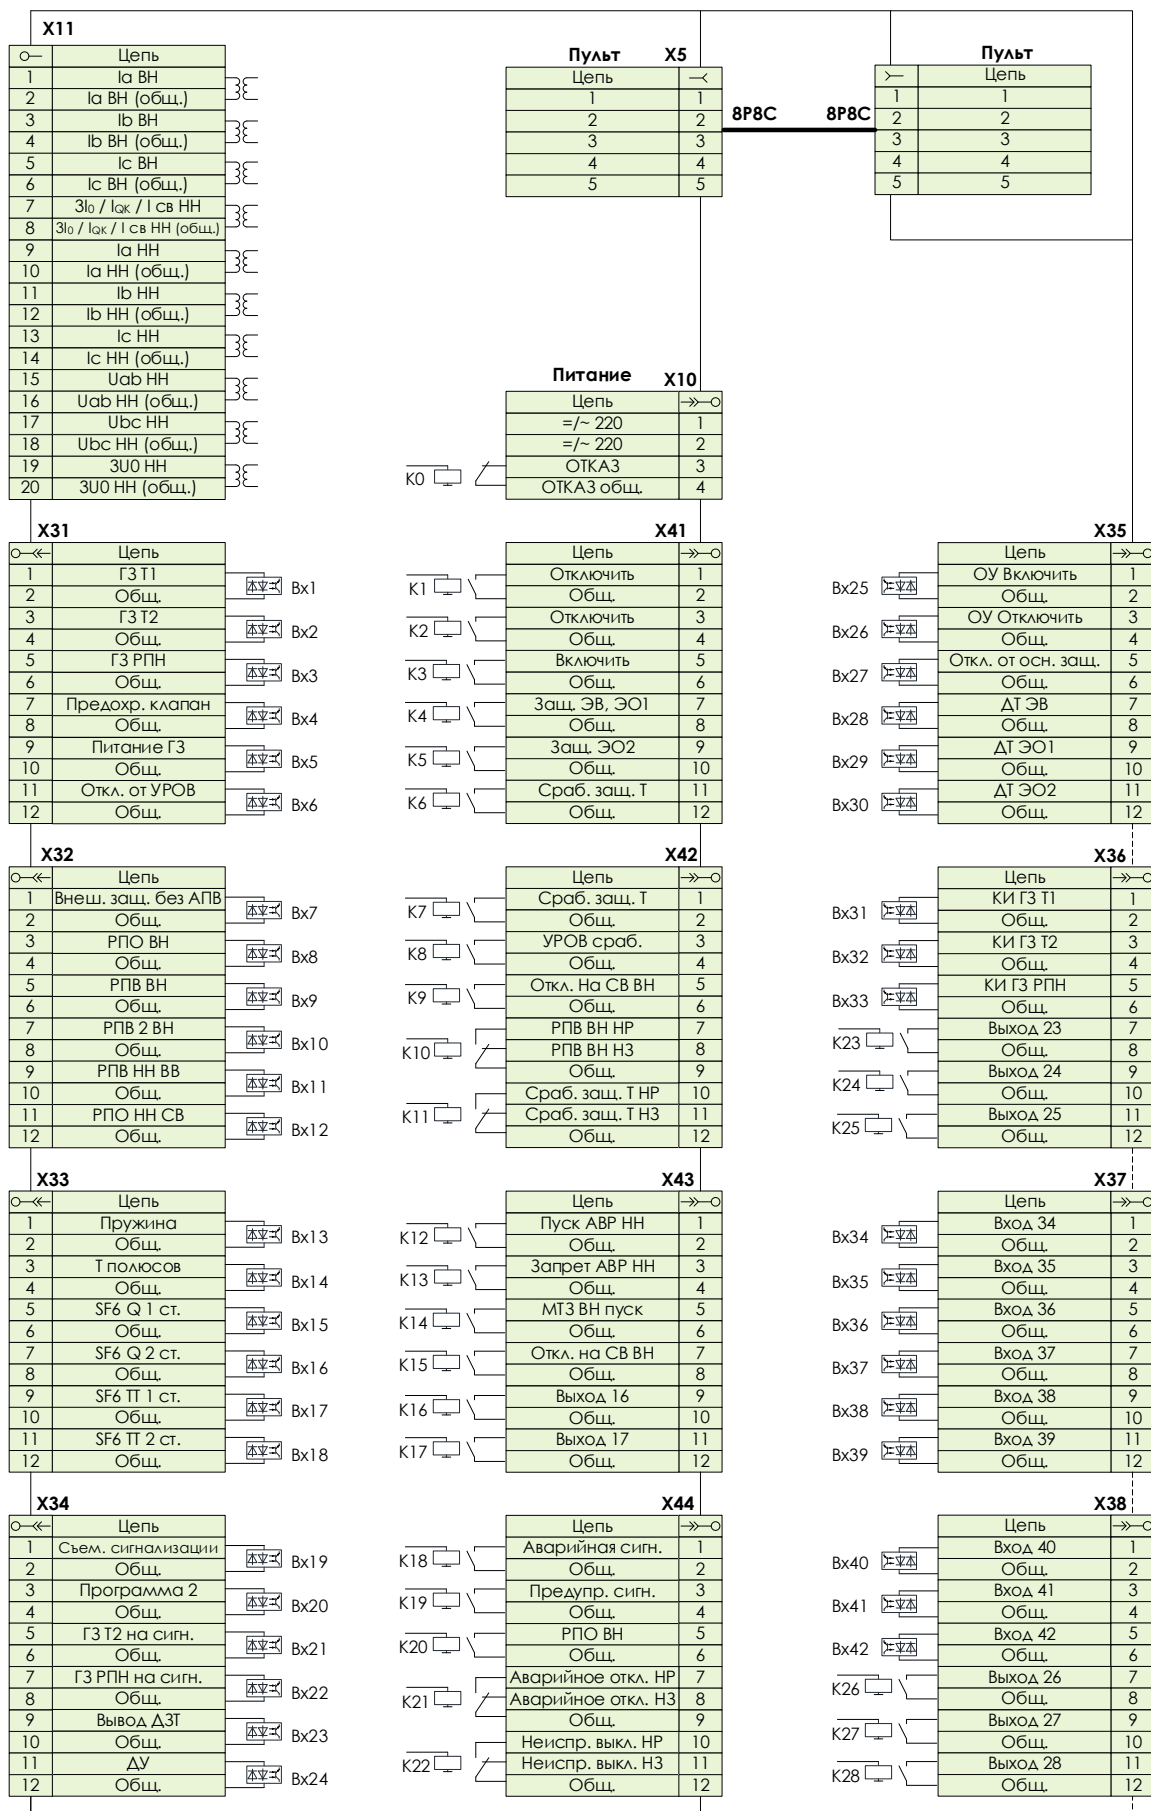 X11
Цепь
1 Ia ВН
2 Ia ВН (общ.)
3 Ib ВН
4 Ib ВН (общ.)
5 Ic ВН
6 Ic ВН (общ.)
7 3I0 / IQK / I св НН
8 3I0 / IQK / I св НН (общ.)
9 Ia НН
10 Ia НН (общ.)
11 Ib НН
12 Ib НН (общ.)
13 Ic НН
14 Ic НН (общ.)
15 Uab НН
16 Uab НН (общ.)
17 Ubc НН
18 Ubc НН (общ.)
19 3U0 НН
20 3U0 НН (общ.)
Пульт X5
Цепь
1 1
2 2
3 3
4 4
5 5
8P8C 8P8C
Пульт
Цепь
1 1
2 2
3 3
4 4
5 5
Питание X10
Цепь
=/~ 220 1
=/~ 220 2
ОТКАЗ 3
ОТКАЗ общ. 4
K0
X31
Цепь
1 ГЗ Т1
2 Общ.
3 ГЗ Т2
4 Общ.
5 ГЗ РПН
6 Общ.
7 Предохр. клапан
8 Общ.
9 Питание ГЗ
10 Общ.
11 Откл. от УРОВ
12 Общ.
Вх1
Вх2
Вх3
Вх4
Вх5
Вх6
X41
Цепь
Отключить 1
Общ. 2
Отключить 3
Общ. 4
Включить 5
Общ. 6
Защ. ЭВ, ЭО1 7
Общ. 8
Защ. ЭО2 9
Общ. 10
Сраб. защ. Т 11
Общ. 12
K1
K2
K3
K4
K5
K6
X35
Цепь
ОУ Включить 1
Общ. 2
ОУ Отключить 3
Общ. 4
Откл. от осн. защ. 5
Общ. 6
ДТ ЭВ 7
Общ. 8
ДТ ЭО1 9
Общ. 10
ДТ ЭО2 11
Общ. 12
Вх25
Вх26
Вх27
Вх28
Вх29
Вх30
X32
Цепь
1 Внеш. защ. без АПВ
2 Общ.
3 РПО ВН
4 Общ.
5 РПВ ВН
6 Общ.
7 РПВ 2 ВН
8 Общ.
9 РПВ НН ВВ
10 Общ.
11 РПО НН СВ
12 Общ.
Вх7
Вх8
Вх9
Вх10
Вх11
Вх12
X42
Цепь
Сраб. защ. Т 1
Общ. 2
УРОВ сраб. 3
Общ. 4
Откл. На СВ ВН 5
Общ. 6
РПВ ВН НР 7
РПВ ВН НЗ 8
Общ. 9
Сраб. защ. Т НР 10
Сраб. защ. Т НЗ 11
Общ. 12
K7
K8
K9
K10
K11
X36
Цепь
КИ ГЗ Т1 1
Общ. 2
КИ ГЗ Т2 3
Общ. 4
КИ ГЗ РПН 5
Общ. 6
Выход 23 7
Общ. 8
Выход 24 9
Общ. 10
Выход 25 11
Общ. 12
Вх31
Вх32
Вх33
K23
K24
K25
X33
Цепь
1 Пружина
2 Общ.
3 Т полюсов
4 Общ.
5 SF6 Q 1 ст.
6 Общ.
7 SF6 Q 2 ст.
8 Общ.
9 SF6 ТТ 1 ст.
10 Общ.
11 SF6 ТТ 2 ст.
12 Общ.
Вх13
Вх14
Вх15
Вх16
Вх17
Вх18
X43
Цепь
Пуск АВР НН 1
Общ. 2
Запрет АВР НН 3
Общ. 4
МТЗ ВН пуск 5
Общ. 6
Откл. на СВ ВН 7
Общ. 8
Выход 16 9
Общ. 10
Выход 17 11
Общ. 12
K12
K13
K14
K15
K16
K17
X37
Цепь
Вход 34 1
Общ. 2
Вход 35 3
Общ. 4
Вход 36 5
Общ. 6
Вход 37 7
Общ. 8
Вход 38 9
Общ. 10
Вход 39 11
Общ. 12
Вх34
Вх35
Вх36
Вх37
Вх38
Вх39
X34
Цепь
1 Съем. сигнализации
2 Общ.
3 Программа 2
4 Общ.
5 ГЗ Т2 на сигн.
6 Общ.
7 ГЗ РПН на сигн.
8 Общ.
9 Вывод ДЗТ
10 Общ.
11 ДУ
12 Общ.
Вх19
Вх20
Вх21
Вх22
Вх23
Вх24
X44
Цепь
Аварийная сигн. 1
Общ. 2
Предупр. сигн. 3
Общ. 4
РПО ВН 5
Общ. 6
Аварийное откл. НР 7
Аварийное откл. НЗ 8
Общ. 9
Неиспр. выкл. НР 10
Неиспр. выкл. НЗ 11
Общ. 12
K18
K19
K20
K21
K22
X38
Цепь
Вход 40 1
Общ. 2
Вход 41 3
Общ. 4
Вход 42 5
Общ. 6
Выход 26 7
Общ. 8
Выход 27 9
Общ. 10
Выход 28 11
Общ. 12
Вх40
Вх41
Вх42
K26
K27
K28